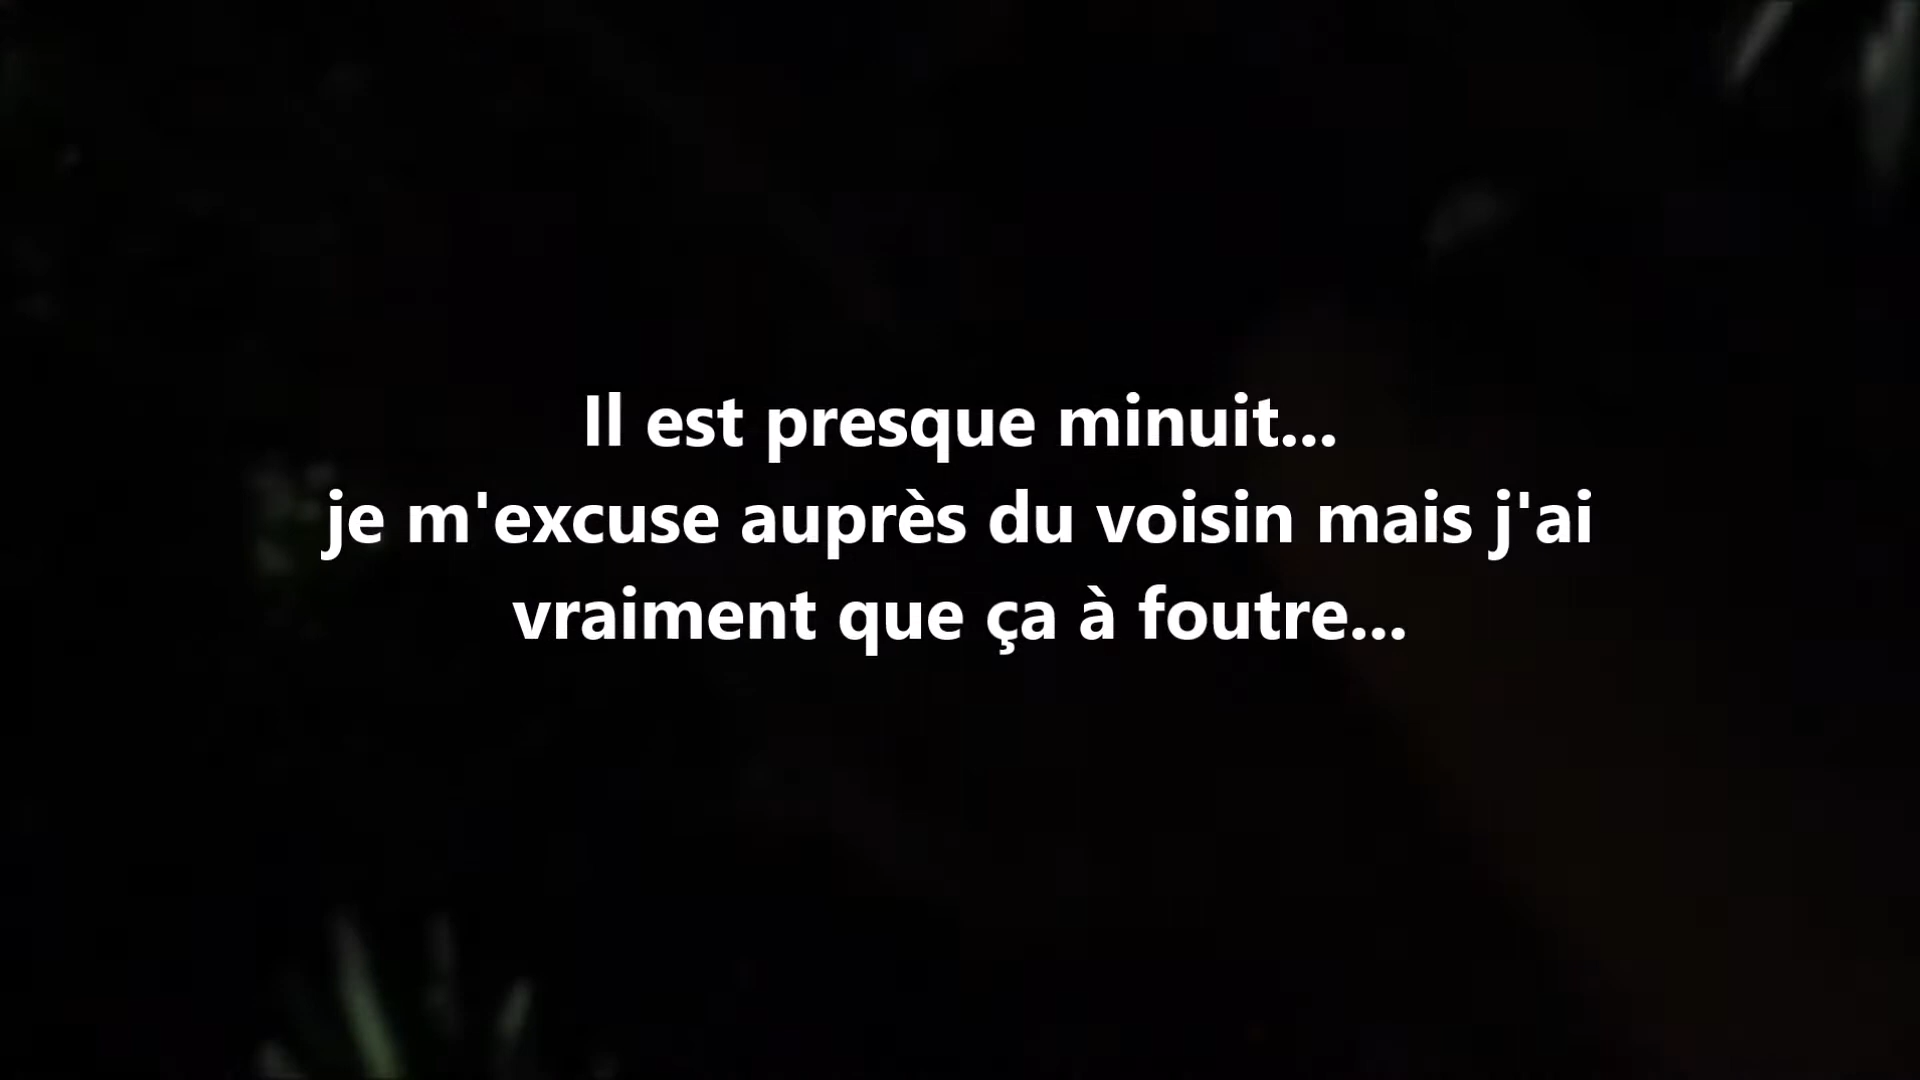 Il est presque minuit...
je m'excuse auprès du voisin mais j'ai
vraiment que ça à foutre...